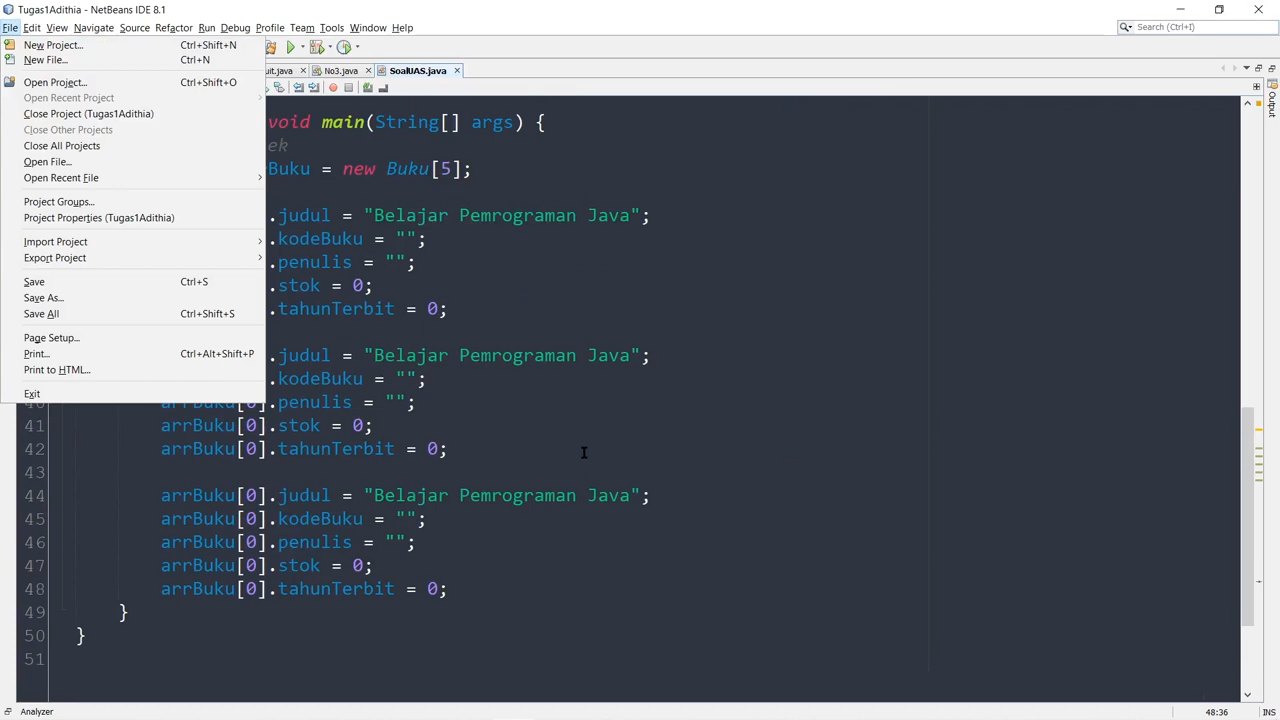 Tugas1Adithia - NetBeans IDE 8.1
File Edit View Navigate Source Refactor Run Debug Profile Team Tools Window Help
Search (Ctrl+I)
New Project... Ctrl+Shift+N
New File... Ctrl+N
Open Project... Ctrl+Shift+O
Open Recent Project
Close Project (Tugas1Adithia)
Close Other Projects
Close All Projects
Open File...
Open Recent File
Project Groups...
Project Properties (Tugas1Adithia)
Import Project
Export Project
Save Ctrl+S
Save As...
Save All Ctrl+Shift+S
Page Setup...
Print... Ctrl+Alt+Shift+P
Print to HTML...
Exit
uit.java No3.java SoalUAS.java
Output
void main(String[] args) {
ek
rBuku = new Buku[5];
.judul = "Belajar Pemrograman Java";
.kodeBuku = "";
.penulis = "";
.stok = 0;
.tahunTerbit = 0;
.judul = "Belajar Pemrograman Java";
.kodeBuku = "";
40 arrBuku[0].penulis = "";
41 arrBuku[0].stok = 0;
42 arrBuku[0].tahunTerbit = 0;
43
44 arrBuku[0].judul = "Belajar Pemrograman Java";
45 arrBuku[0].kodeBuku = "";
46 arrBuku[0].penulis = "";
47 arrBuku[0].stok = 0;
48 arrBuku[0].tahunTerbit = 0;
49 }
50 }
51
Analyzer
48:36 INS